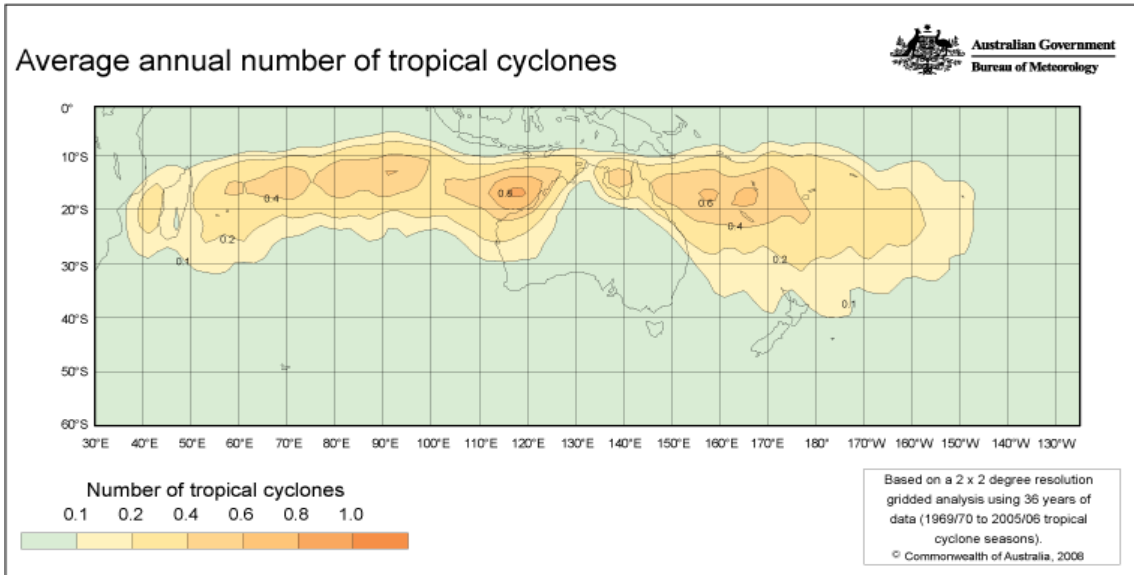 Average annual number of tropical cyclones
Australian Government
Bureau of Meteorology
0°
10°S
20°S
30°S
40°S
50°S
60°S
0.4
0.2
0.1
0.8
0.6
0.4
0.2
0.1
30°E 40°E 50°E 60°E 70°E 80°E 90°E 100°E 110°E 120°E 130°E 140°E 150°E 160°E 170°E 180° 170°W 160°W 150°W 140°W 130°W
Number of tropical cyclones
0.1 0.2 0.4 0.6 0.8 1.0
Based on a 2 x 2 degree resolution
gridded analysis using 36 years of
data (1969/70 to 2005/06 tropical
cyclone seasons).
© Commonwealth of Australia, 2008